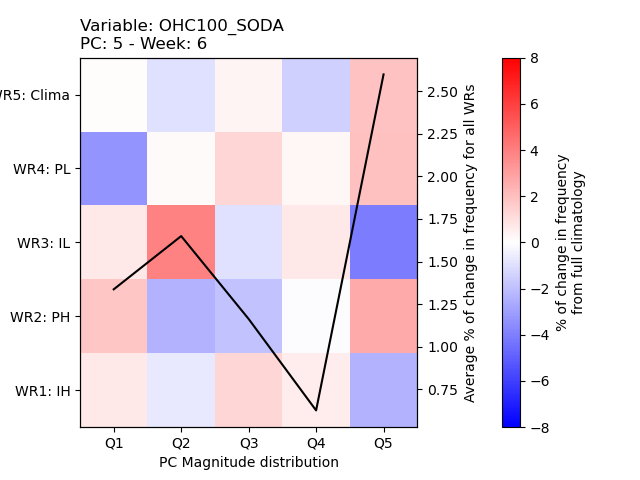 Variable: OHC100_SODA
PC: 5 - Week: 6
WR5: Clima
WR4: PL
WR3: IL
WR2: PH
WR1: IH
Q1 Q2 Q3 Q4 Q5
PC Magnitude distribution
2.50
2.25
2.00
1.75
1.50
1.25
1.00
0.75
Average % of change in frequency for all WRs
8
6
4
2
0
−2
−4
−6
−8
% of change in frequency
from full climatology